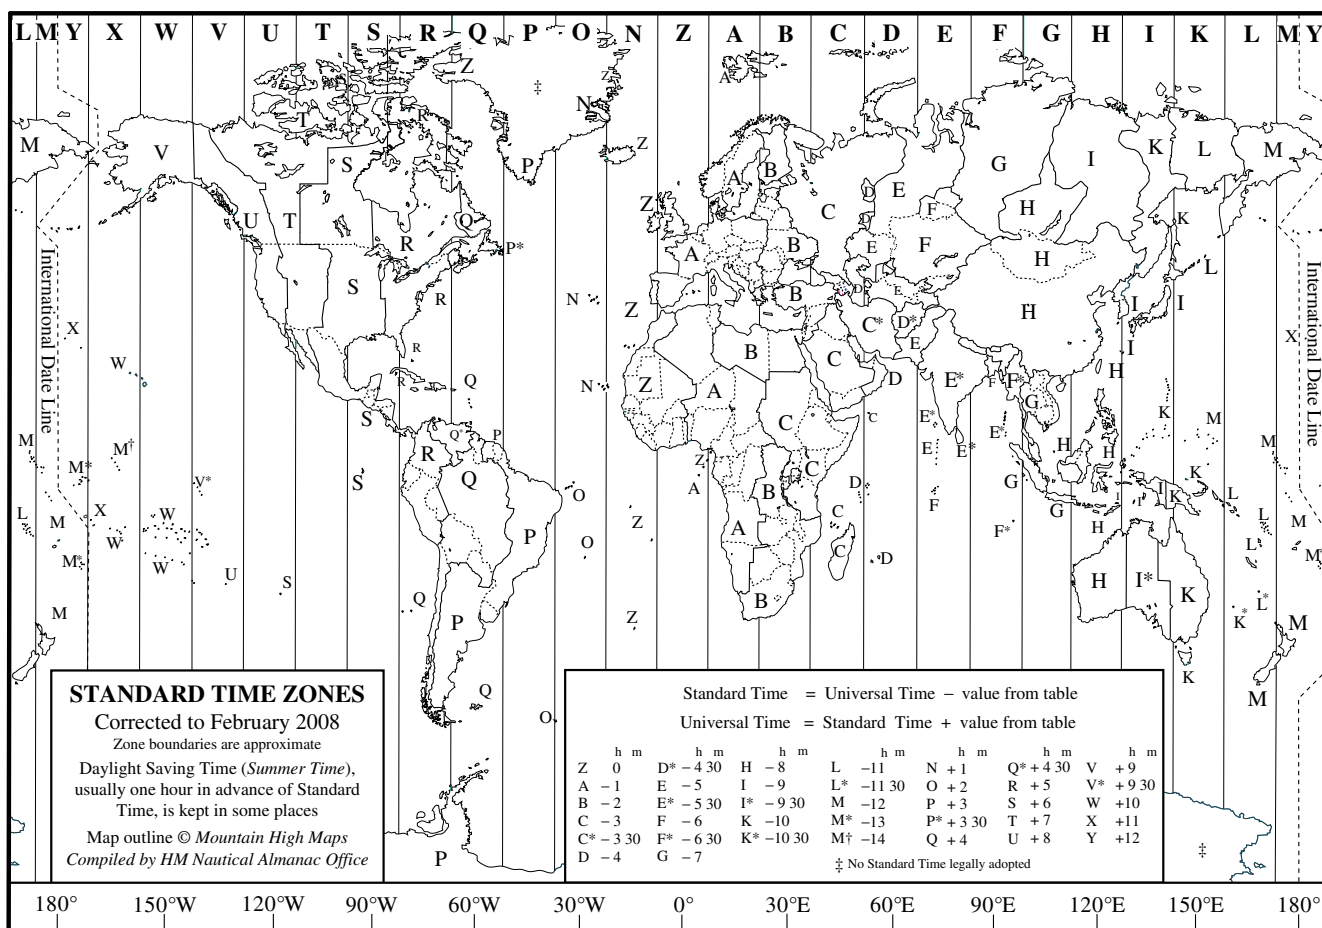 L M Y X W V U T S R Q P O N Z A B C D E F G H I K L M Y
Z
‡
Z
A
N
T
S
Z
M
V
S
P
A
B
C
D
E
G
I
K
L
M
H
F
Z
U
T
Q
D
K
R
P*
A
B
E
F
H
L
International Date Line
International Date Line
S
R
N
Z
B
D
E
H
I
I
X
C*
D*
E
I
X
W
R
B
C
D
H
R
Q
N
Z
A
E*
F
F*
G
K
M
S
Q*
P
C
C
E*
E*
E*
H
H
M
M
M†
R
Z
E
M*
S
Q
V*
A
B
C
D
F
G
I
K
K
L
L
M
X
W
O
Z
C
F*
G
H
I
L
M
W
P
O
A
C
D
L
M*
M*
W
U
S
H
I*
K
Q
L*
M
P
Z
B
K*
M
Q
K
M
O
P
STANDARD TIME ZONES
Corrected to February 2008
Zone boundaries are approximate
Daylight Saving Time (Summer Time),
usually one hour in advance of Standard
Time, is kept in some places
Map outline © Mountain High Maps
Compiled by HM Nautical Almanac Office
Standard Time = Universal Time − value from table
Universal Time = Standard Time + value from table
h m h m h m h m h m h m h m
Z 0 D* − 4 30 H − 8 L −11 N + 1 Q* + 4 30 V + 9
A − 1 E − 5 I − 9 L* −11 30 O + 2 R + 5 V* + 9 30
B − 2 E* − 5 30 I* − 9 30 M −12 P + 3 S + 6 W +10
C − 3 F − 6 K −10 M* −13 P* + 3 30 T + 7 X +11
C* − 3 30 F* − 6 30 K* −10 30 M† −14 Q + 4 U + 8 Y +12
D − 4 G − 7 ‡ No Standard Time legally adopted
‡
180° 150°W 120°W 90°W 60°W 30°W 0° 30°E 60°E 90°E 120°E 150°E 180°